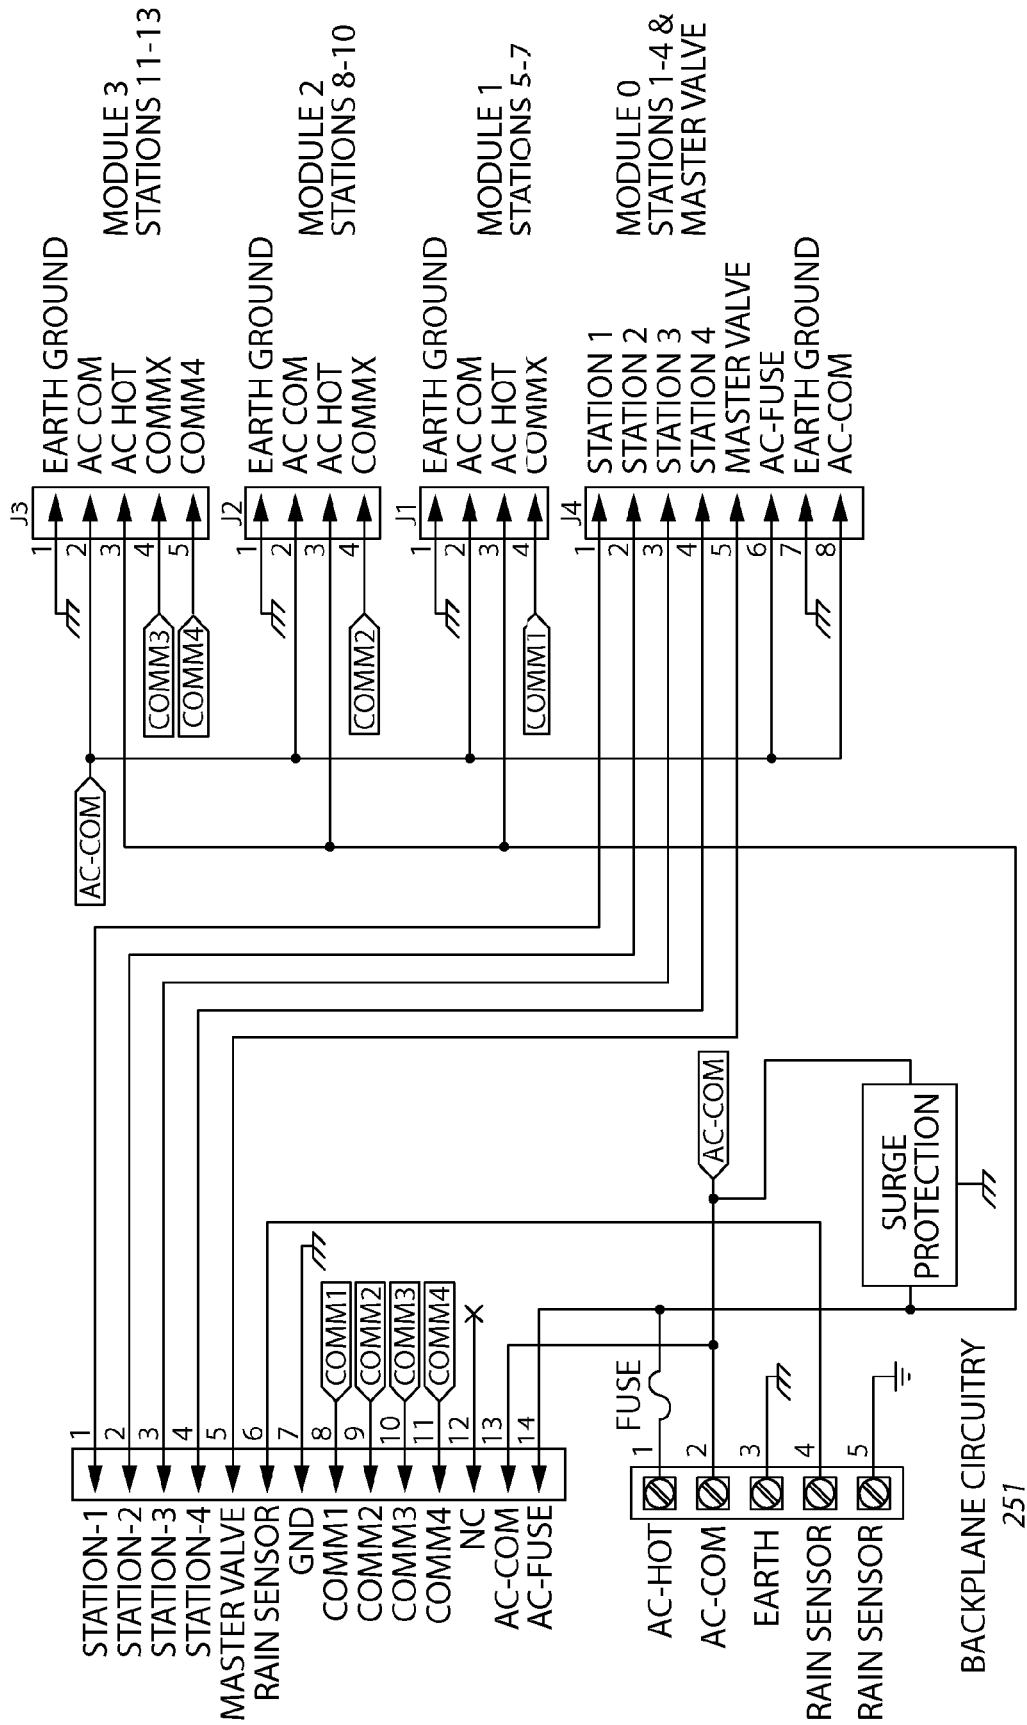 STATION-1
STATION-2
STATION-3
STATION-4
MASTER VALVE
RAIN SENSOR
GND
COMM1
COMM2
COMM3
COMM4
NC
AC-COM
AC-FUSE
1
2
3
4
5
6
7
8
9
10
11
12
13
14
COMM1
COMM2
COMM3
COMM4
AC-HOT
AC-COM
EARTH
RAIN SENSOR
RAIN SENSOR
1
2
3
4
5
FUSE
AC-COM
SURGE
PROTECTION
AC-COM
J3
1
2
3
4
5
COMM3
COMM4
EARTH GROUND
AC COM
AC HOT
COMMX
COMM4
MODULE 3
STATIONS 11-13
J2
1
2
3
4
COMM2
EARTH GROUND
AC COM
AC HOT
COMMX
MODULE 2
STATIONS 8-10
J1
1
2
3
4
COMM1
EARTH GROUND
AC COM
AC HOT
COMMX
MODULE 1
STATIONS 5-7
J4
1
2
3
4
5
6
7
8
STATION 1
STATION 2
STATION 3
STATION 4
MASTER VALVE
AC-FUSE
EARTH GROUND
AC-COM
MODULE 0
STATIONS 1-4 &
MASTER VALVE
BACKPLANE CIRCUITRY
251